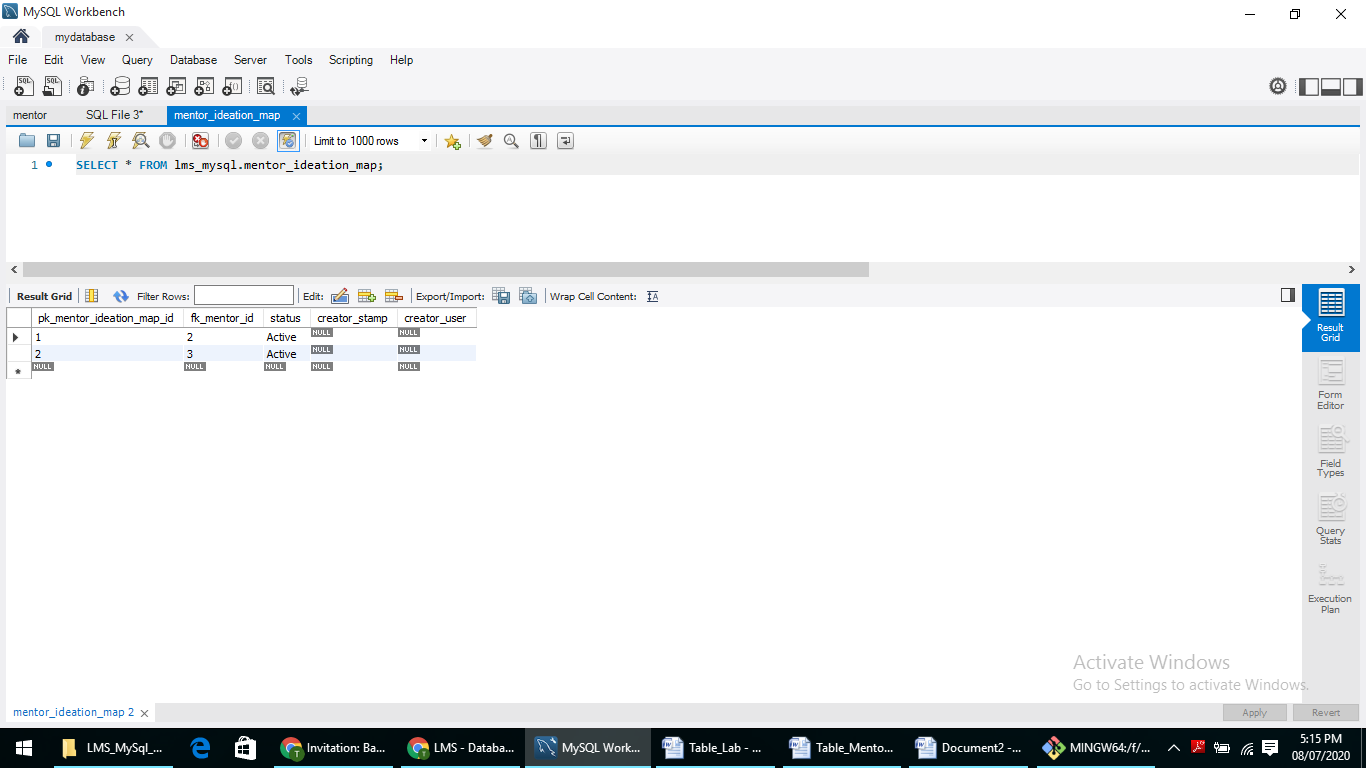 MySQL Workbench
mydatabase
File Edit View Query Database Server Tools Scripting Help
mentor SQL File 3* mentor_ideation_map
Limit to 1000 rows
1 SELECT * FROM lms_mysql.mentor_ideation_map;
Result Grid Filter Rows: Edit: Export/Import: Wrap Cell Content:
pk_mentor_ideation_map_id fk_mentor_id status creator_stamp creator_user
1 2 Active NULL NULL
2 3 Active NULL NULL
NULL NULL NULL NULL NULL
Result
Grid
Form
Editor
Field
Types
Query
Stats
Execution
Plan
Activate Windows
Go to Settings to activate Windows.
mentor_ideation_map 2
Apply Revert
LMS_MySql_... Invitation: Ba... LMS - Databa... MySQL Work... Table_Lab - ... Table_Mento... Document2 -... MINGW64:/f/...
5:15 PM
08/07/2020